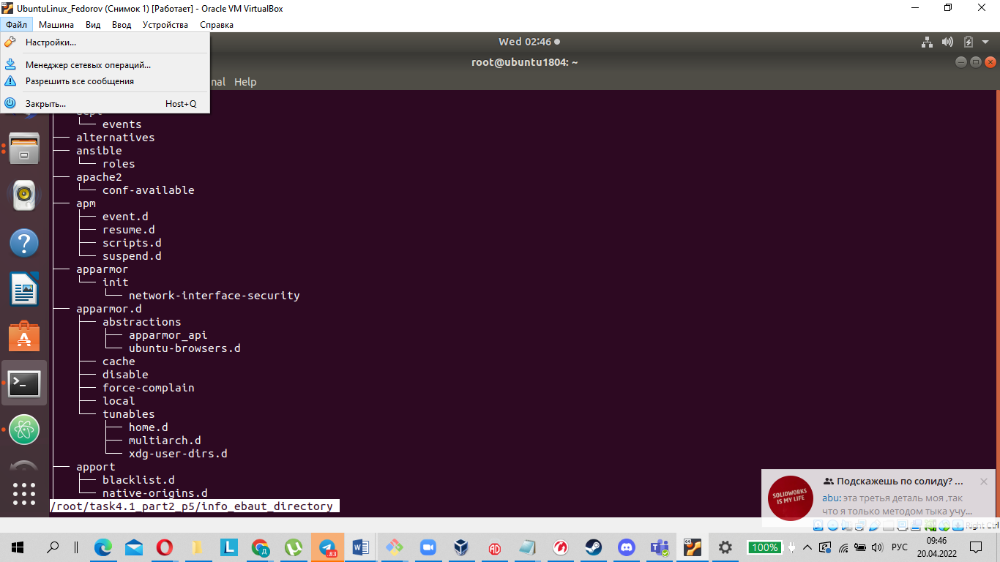 UbuntuLinux_Fedorov (Снимок 1) [Работает] - Oracle VM VirtualBox
Файл Машина Вид Ввод Устройства Справка
Настройки...
Менеджер сетевых операций...
Разрешить все сообщения
Закрыть... Host+Q
Wed 02:46
root@ubuntu1804: ~
nal Help
└── events
├── alternatives
├── ansible
└── roles
├── apache2
└── conf-available
├── apm
├── event.d
├── resume.d
├── scripts.d
└── suspend.d
├── apparmor
└── init
└── network-interface-security
├── apparmor.d
├── abstractions
├── apparmor_api
└── ubuntu-browsers.d
├── cache
├── disable
├── force-complain
├── local
└── tunables
├── home.d
├── multiarch.d
└── xdg-user-dirs.d
├── apport
├── blacklist.d
└── native-origins.d
/root/task4.1_part2_p5/info_ebaut_directory
SOLIDWORKS
IS MY LIFE
Подскажешь по солиду? ...
abu: эта третья деталь моя ,так
что я только методом тыка учу...
Right Ctrl
83
100%
РУС
09:46
20.04.2022